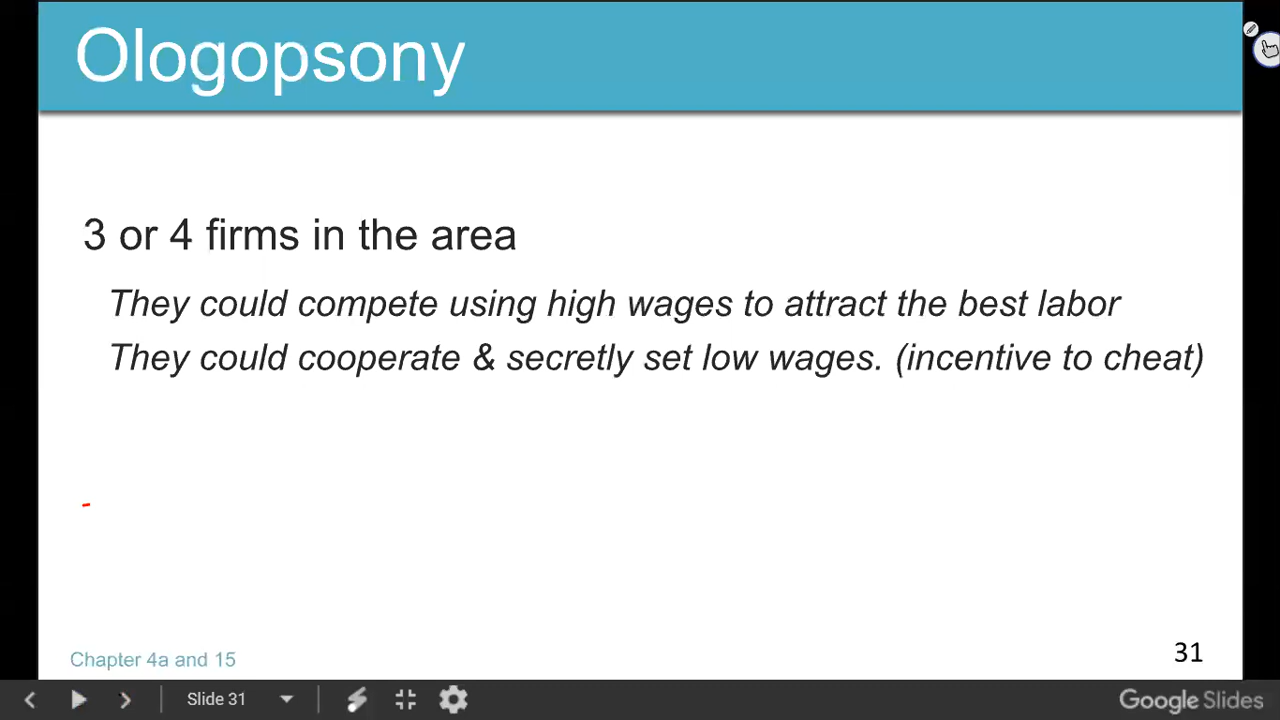 Ologopsony
3 or 4 firms in the area
They could compete using high wages to attract the best labor
They could cooperate & secretly set low wages. (incentive to cheat)
Chapter 4a and 15
31
Slide 31
Google Slides